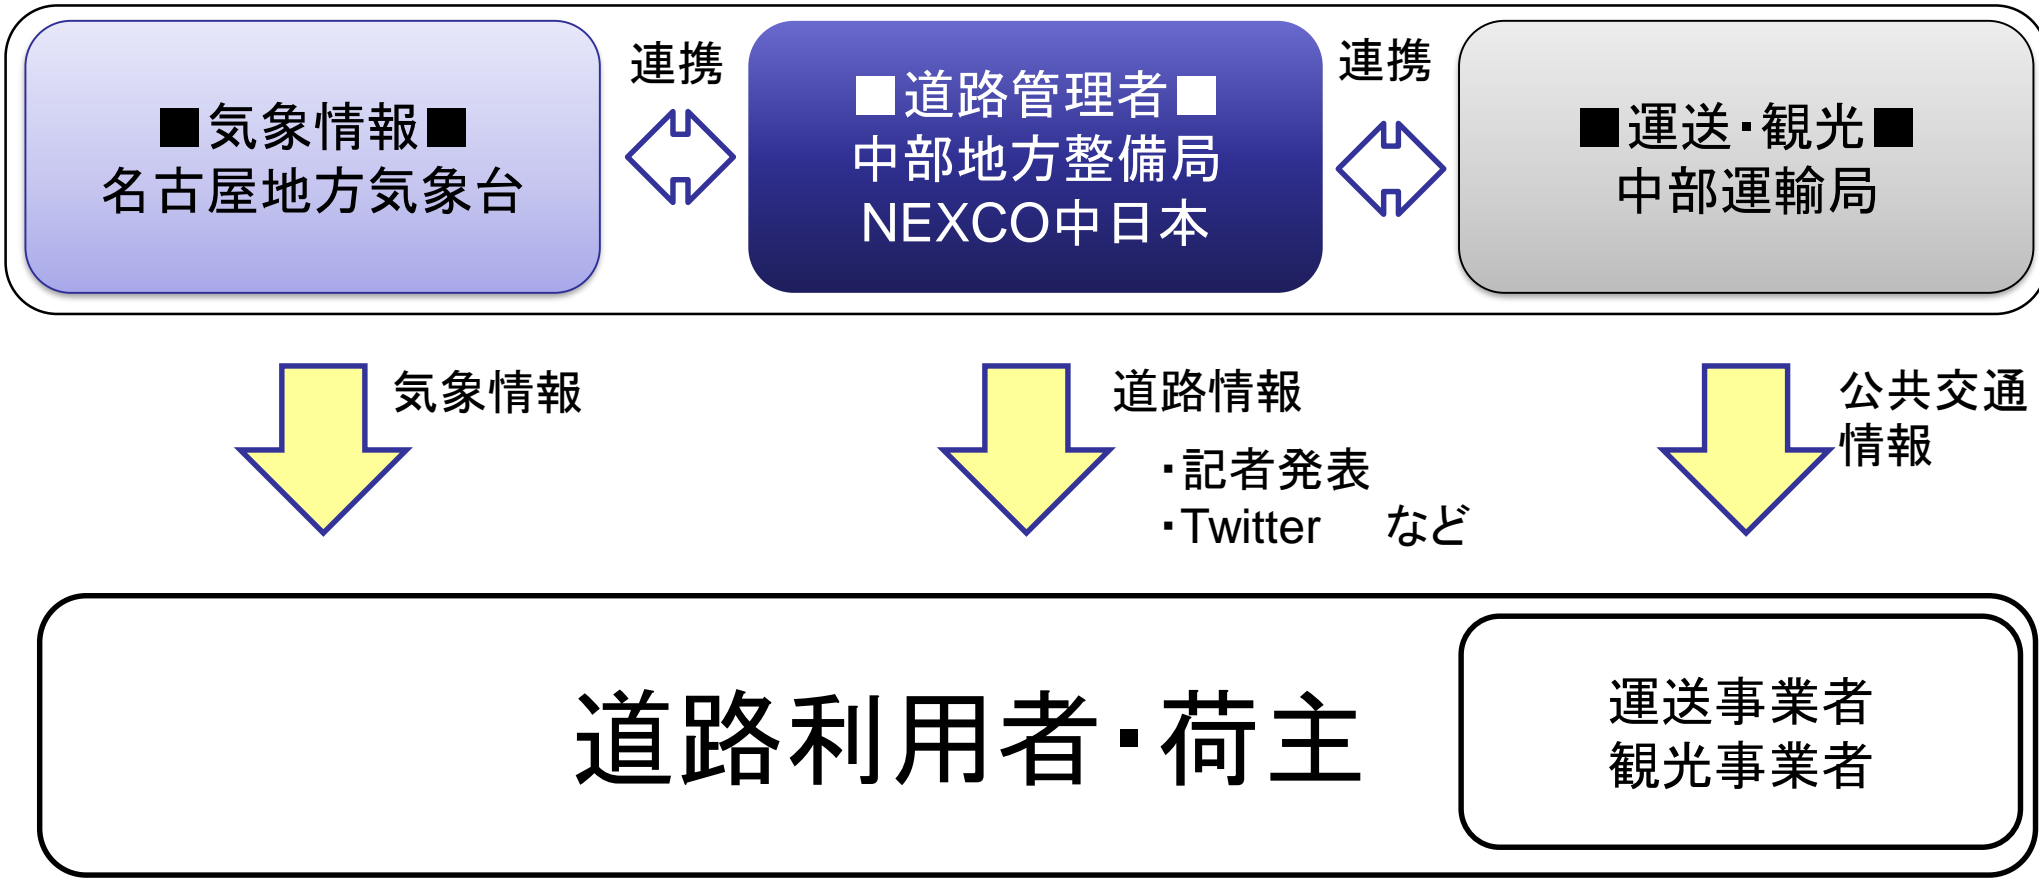 ■気象情報■
名古屋地方気象台
連携
■道路管理者■
中部地方整備局
NEXCO中日本
連携
■運送・観光■
中部運輸局
気象情報
道路情報
・記者発表
・Twitter　など
公共交通
情報
道路利用者・荷主
運送事業者
観光事業者